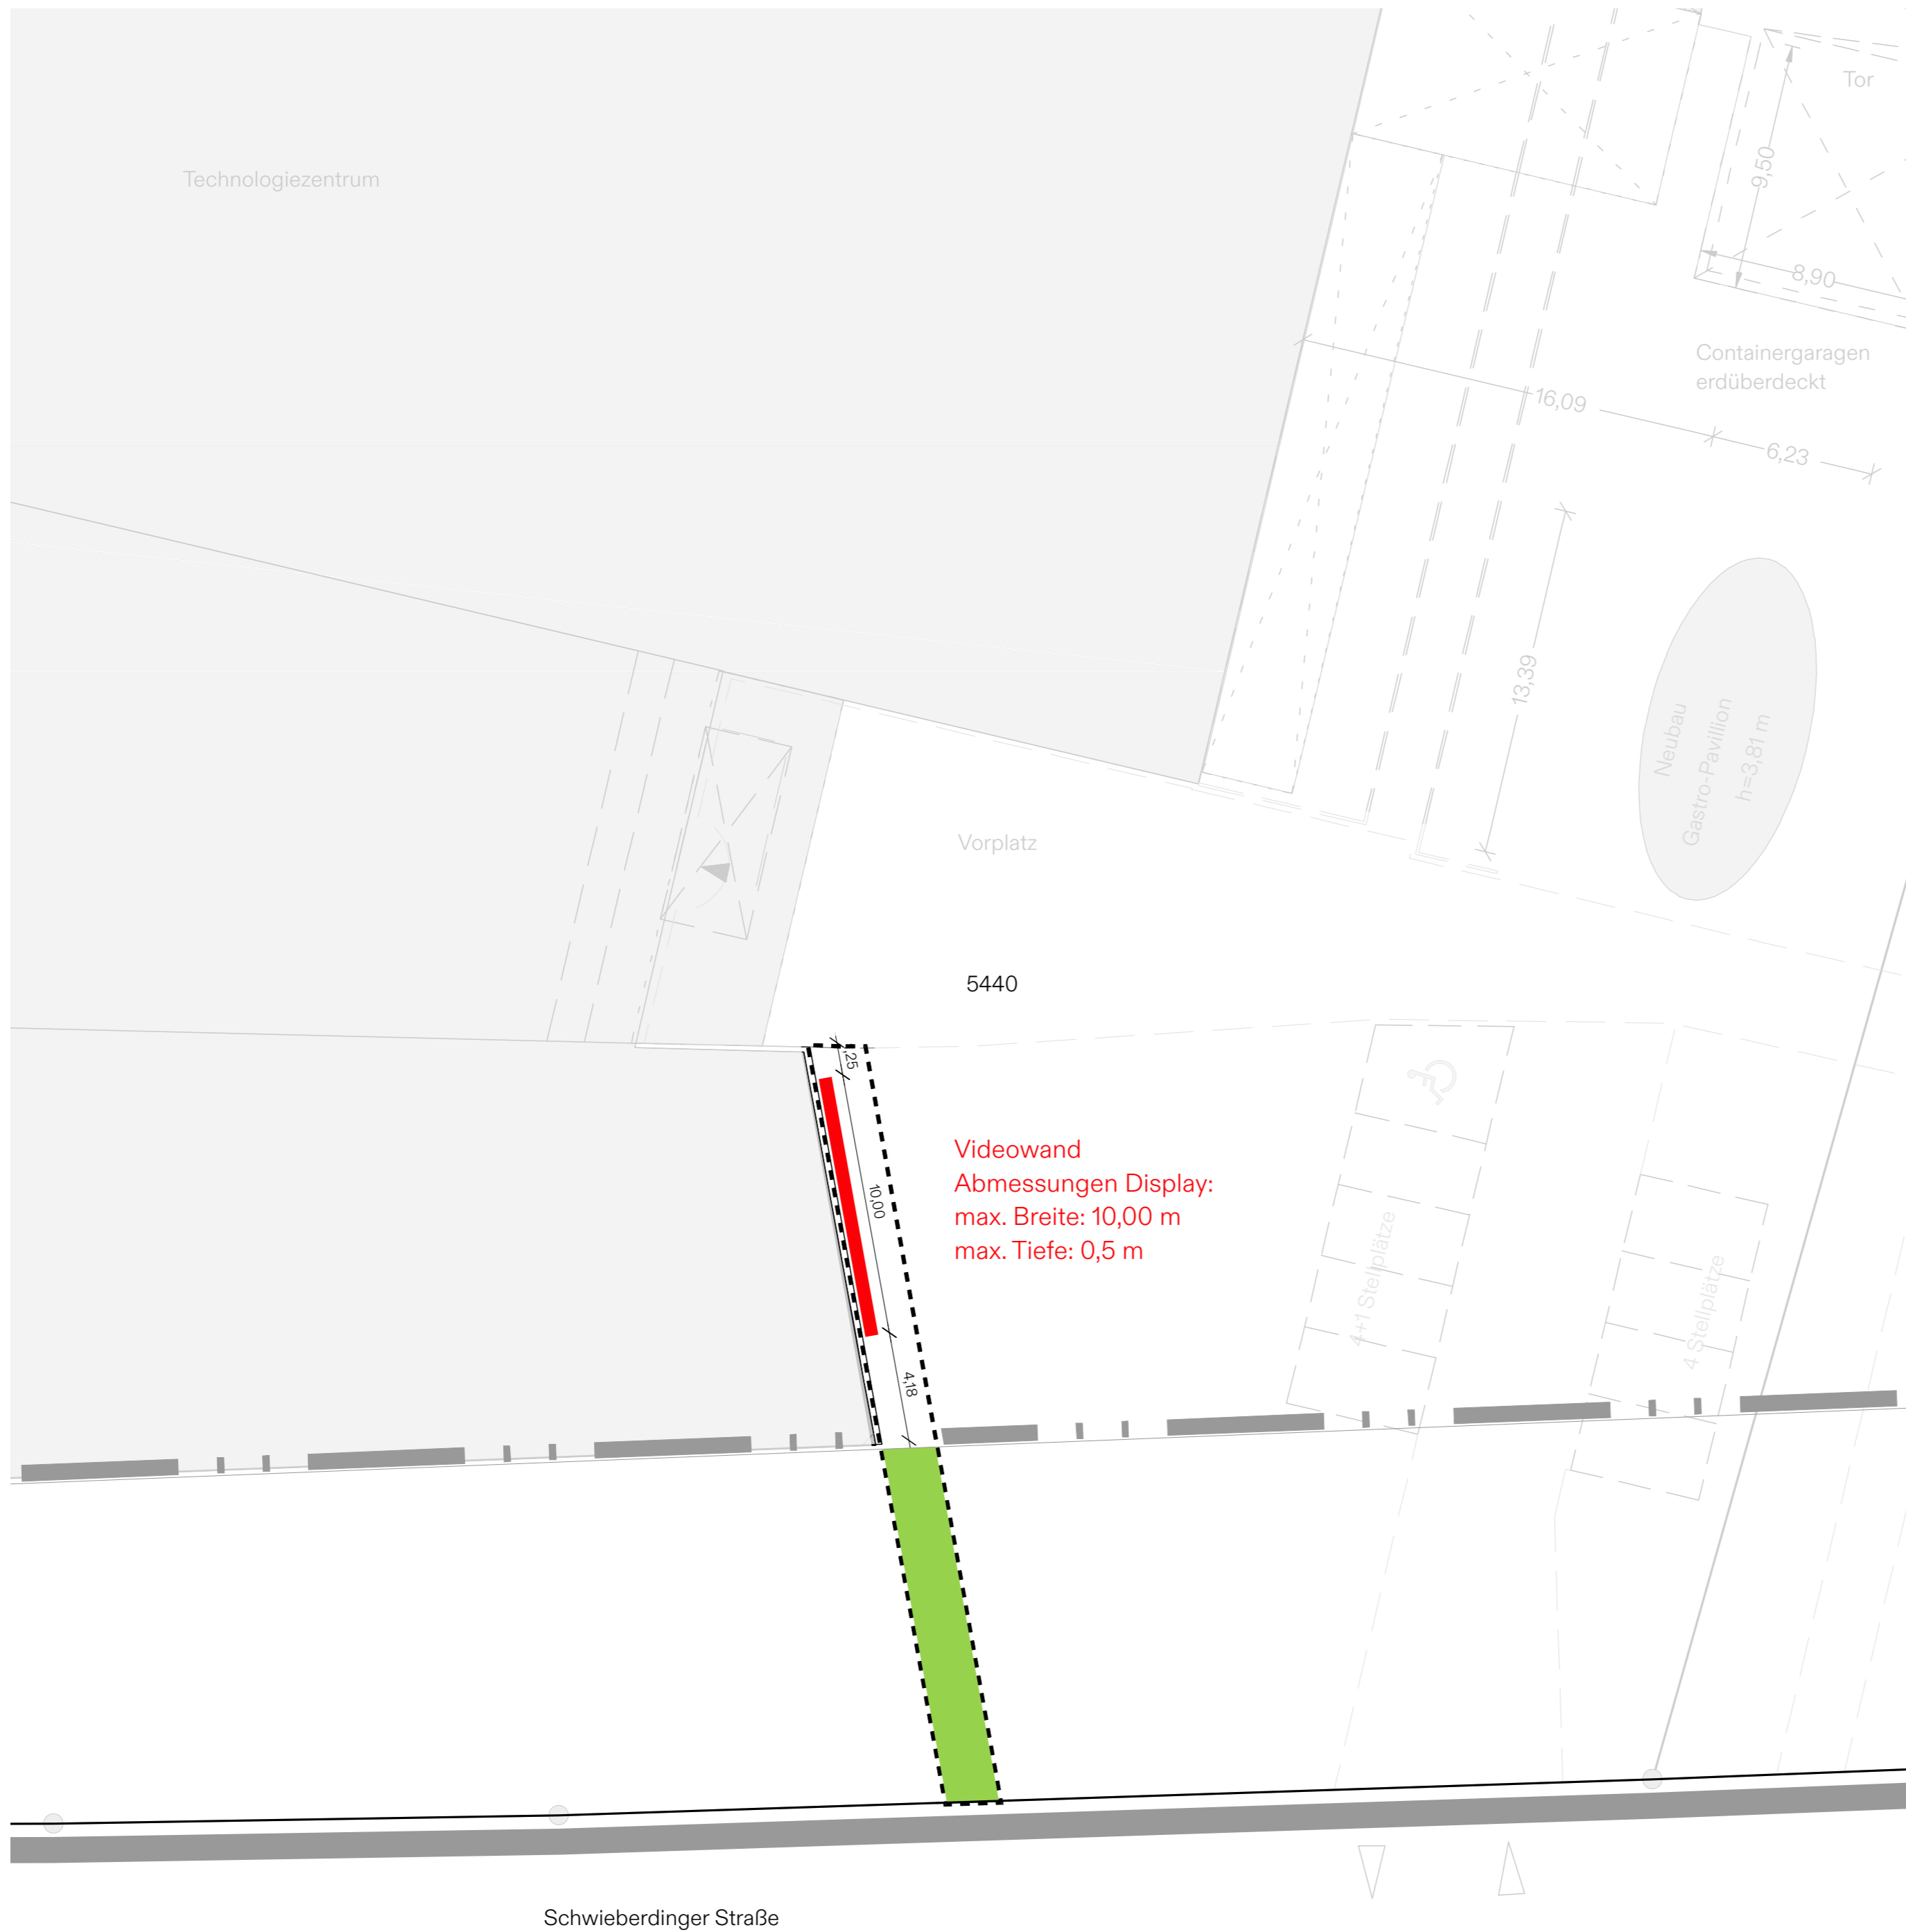 Tor
Technologiezentrum
9,50
8,90
Containergaragen
erdüberdeckt
16,09
6,23
13,39
Neubau
Gastro-Pavillion
h=3,81 m
Vorplatz
5440
,25
Videowand
Abmessungen Display:
max. Breite: 10,00 m
max. Tiefe: 0,5 m
10,00
4+1 Stellplätze
4 Stellplätze
4,18
Schwieberdinger Straße